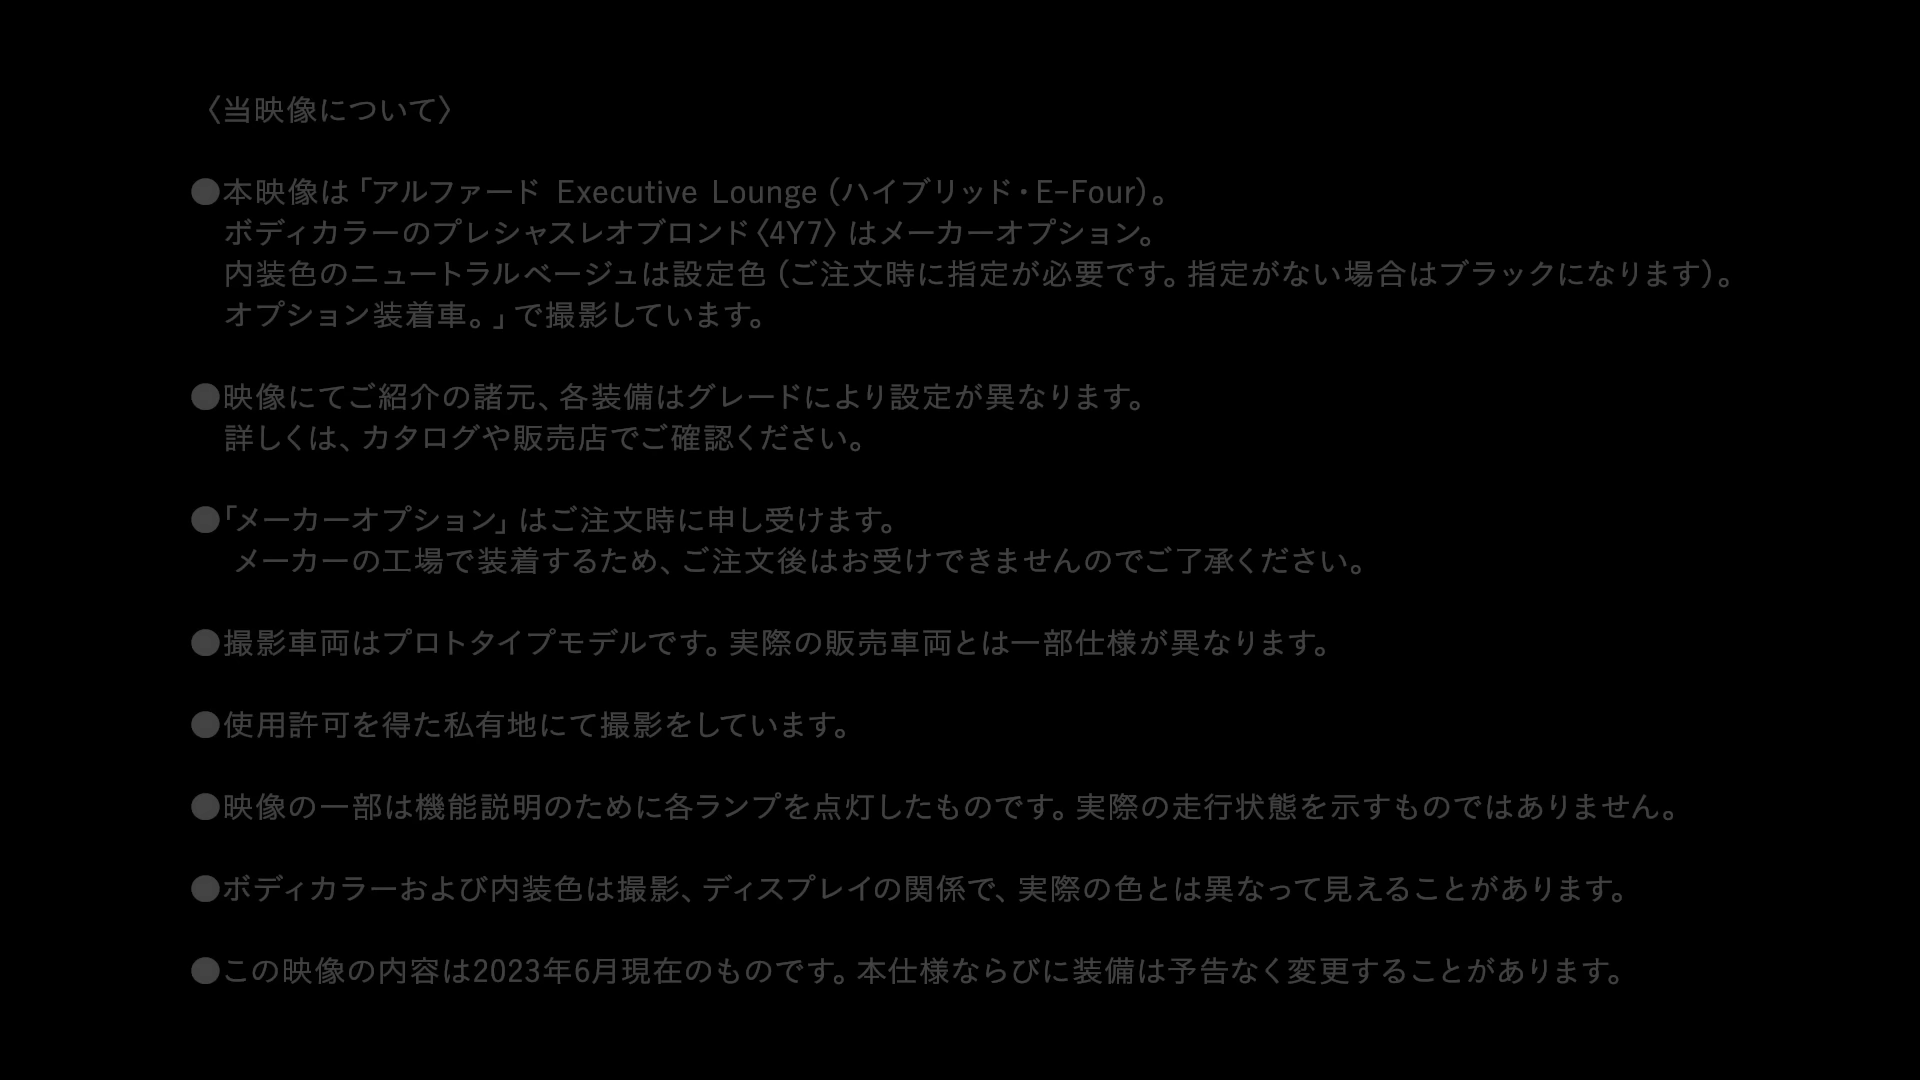 〈当映像について〉
●本映像は「アルファード Executive Lounge（ハイブリッド・E-Four）。
ボディカラーのプレシャスレオブロンド〈4Y7〉はメーカーオプション。
内装色のニュートラルベージュは設定色（ご注文時に指定が必要です。指定がない場合はブラックになります）。
オプション装着車。」で撮影しています。
●映像にてご紹介の諸元、各装備はグレードにより設定が異なります。
詳しくは、カタログや販売店でご確認ください。
●「メーカーオプション」はご注文時に申し受けます。
メーカーの工場で装着するため、ご注文後はお受けできませんのでご了承ください。
●撮影車両はプロトタイプモデルです。実際の販売車両とは一部仕様が異なります。
●使用許可を得た私有地にて撮影をしています。
●映像の一部は機能説明のために各ランプを点灯したものです。実際の走行状態を示すものではありません。
●ボディカラーおよび内装色は撮影、ディスプレイの関係で、実際の色とは異なって見えることがあります。
●この映像の内容は2023年6月現在のものです。本仕様ならびに装備は予告なく変更することがあります。